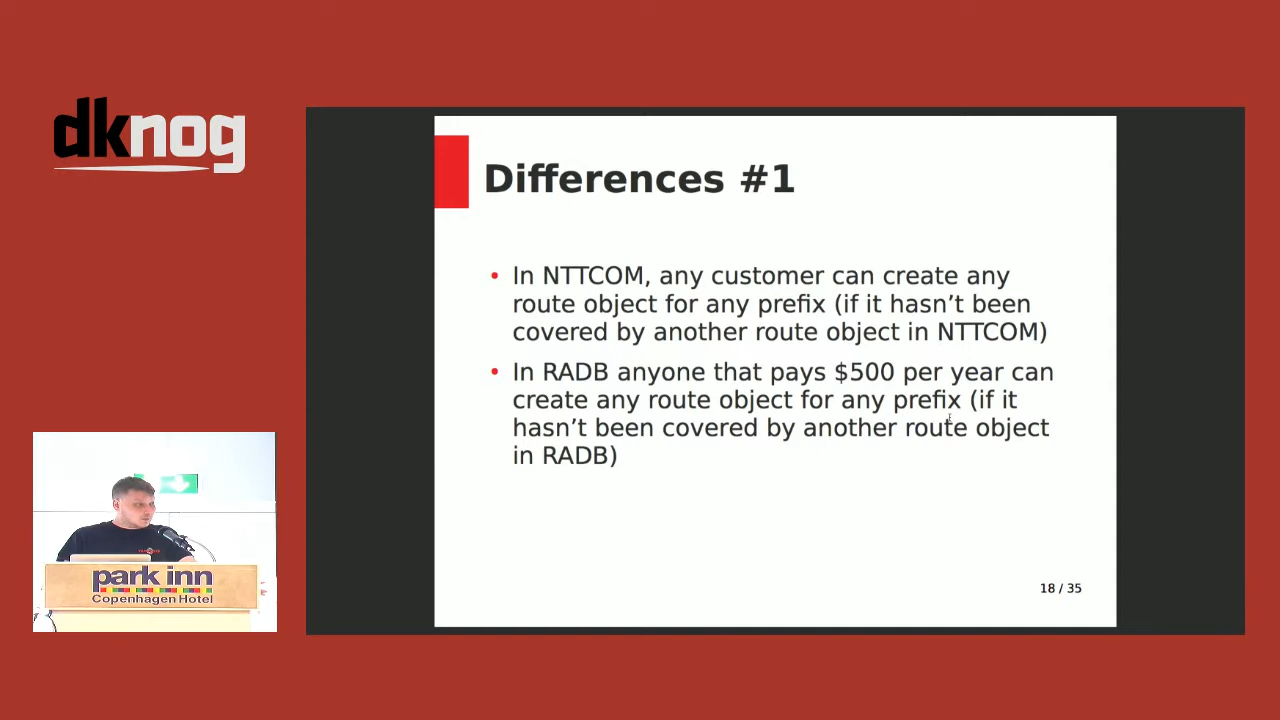 dknog
Differences #1
• In NTTCOM, any customer can create any
route object for any prefix (if it hasn’t been
covered by another route object in NTTCOM)
• In RADB anyone that pays $500 per year can
create any route object for any prefix (if it
hasn’t been covered by another route object
in RADB)
18 / 35
park inn
Copenhagen Hotel